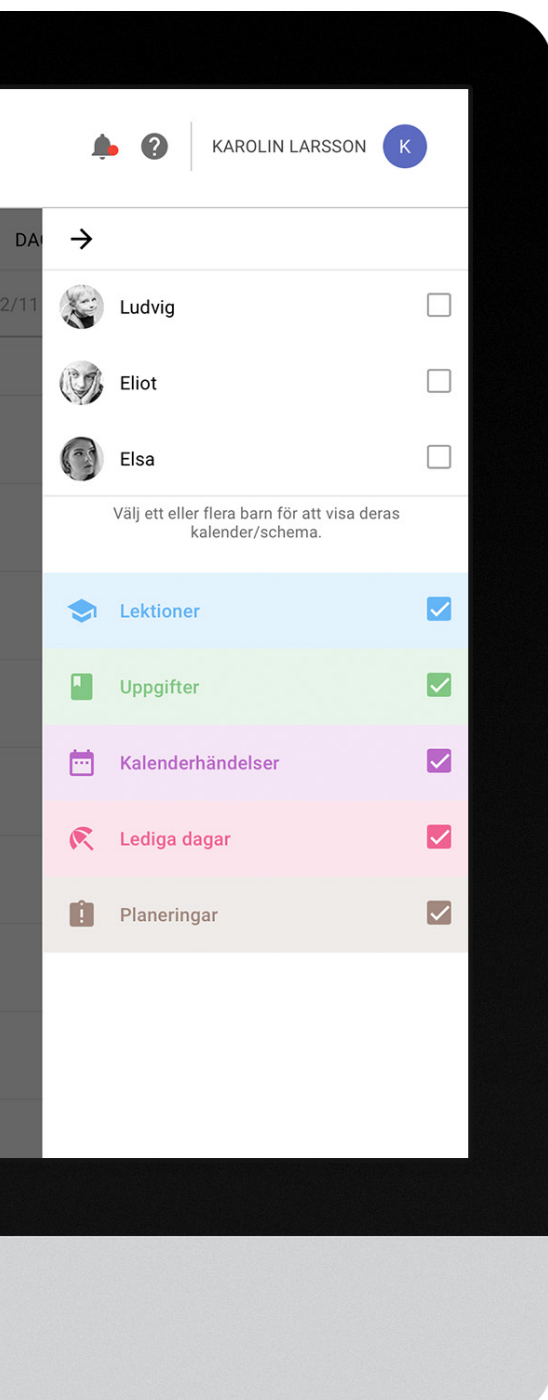 KAROLIN LARSSON
K
DA
2/11
Ludvig
Eliot
Elsa
Välj ett eller flera barn för att visa deras
kalender/schema.
Lektioner
Uppgifter
Kalenderhändelser
Lediga dagar
Planeringar